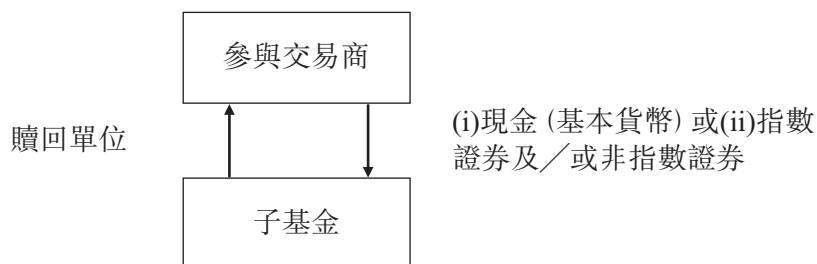 參與交易商
贖回單位
(i)現金 (基本貨幣) 或(ii)指數
證券及╱或非指數證券
子基金